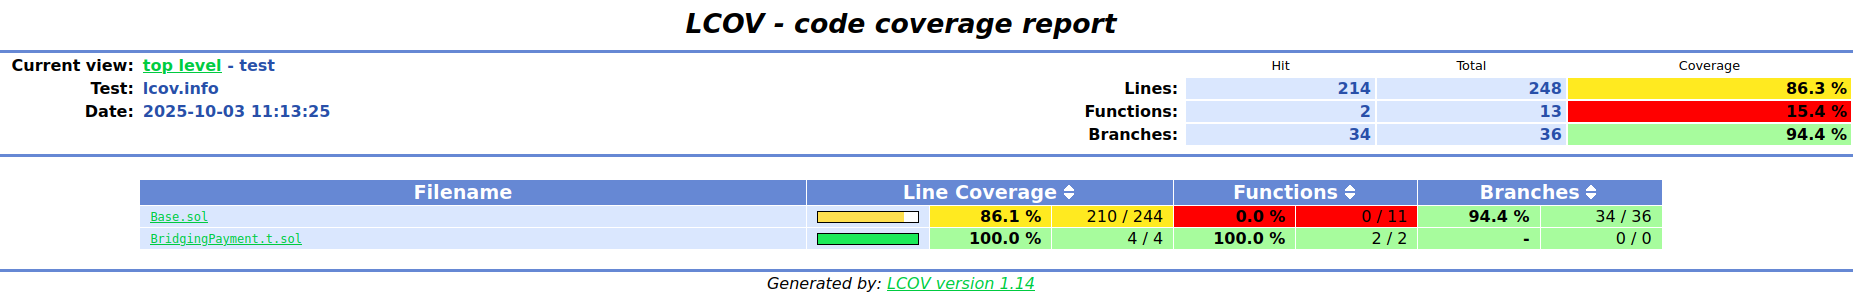 LCOV - code coverage report
Current view: top level - test
Test: lcov.info
Date: 2025-10-03 11:13:25
Hit Total Coverage
Lines: 214 248 86.3 %
Functions: 2 13 15.4 %
Branches: 34 36 94.4 %
Filename Line Coverage Functions Branches
Base.sol 86.1 % 210 / 244 0.0 % 0 / 11 94.4 % 34 / 36
BridgingPayment.t.sol 100.0 % 4 / 4 100.0 % 2 / 2 - 0 / 0
Generated by: LCOV version 1.14